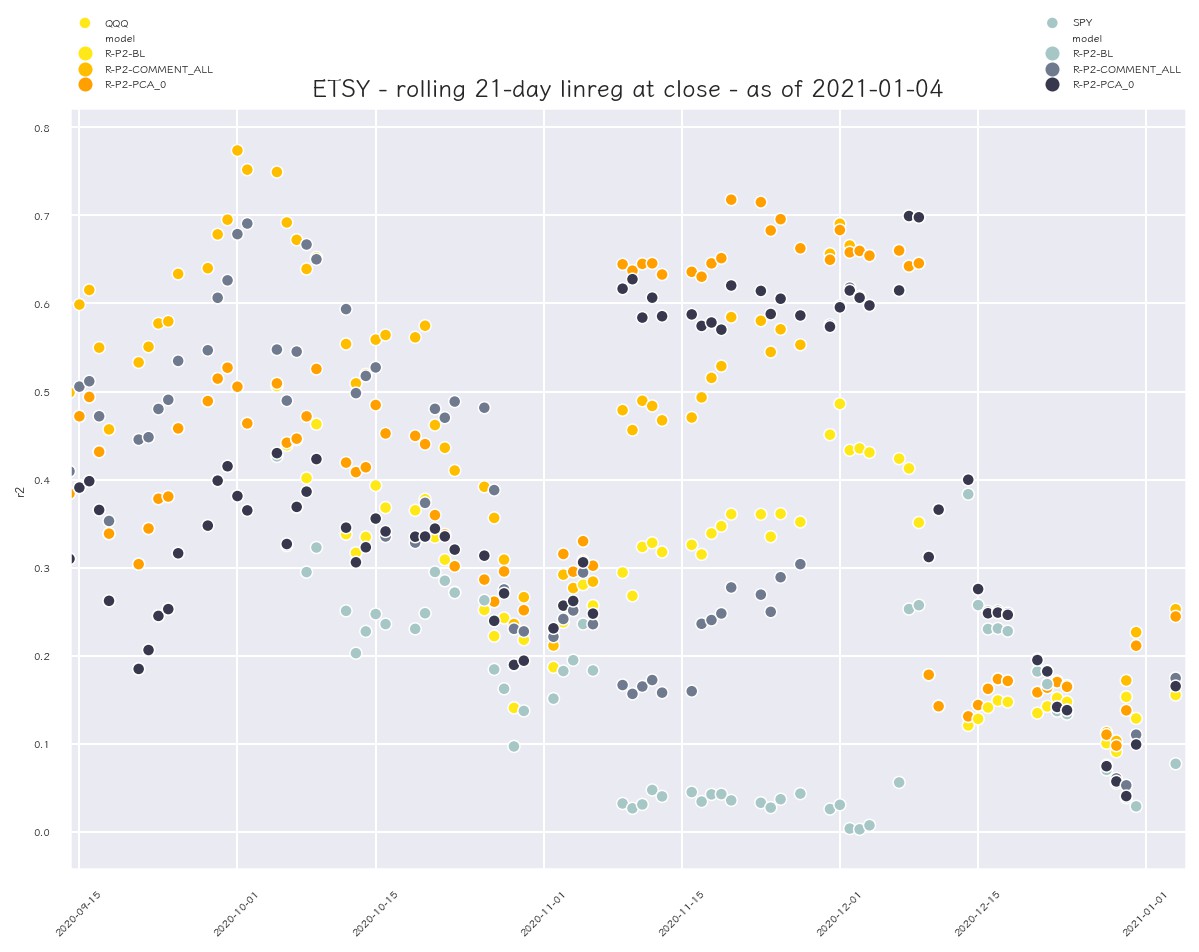 QQQ
model
R-P2-BL
R-P2-COMMENT_ALL
R-P2-PCA_0
SPY
model
R-P2-BL
R-P2-COMMENT_ALL
R-P2-PCA_0
ETSY - rolling 21-day linreg at close - as of 2021-01-04
0.8
0.7
0.6
0.5
0.4
0.3
0.2
0.1
0.0
r2
2020-09-15
2020-10-01
2020-10-15
2020-11-01
2020-11-15
2020-12-01
2020-12-15
2021-01-01